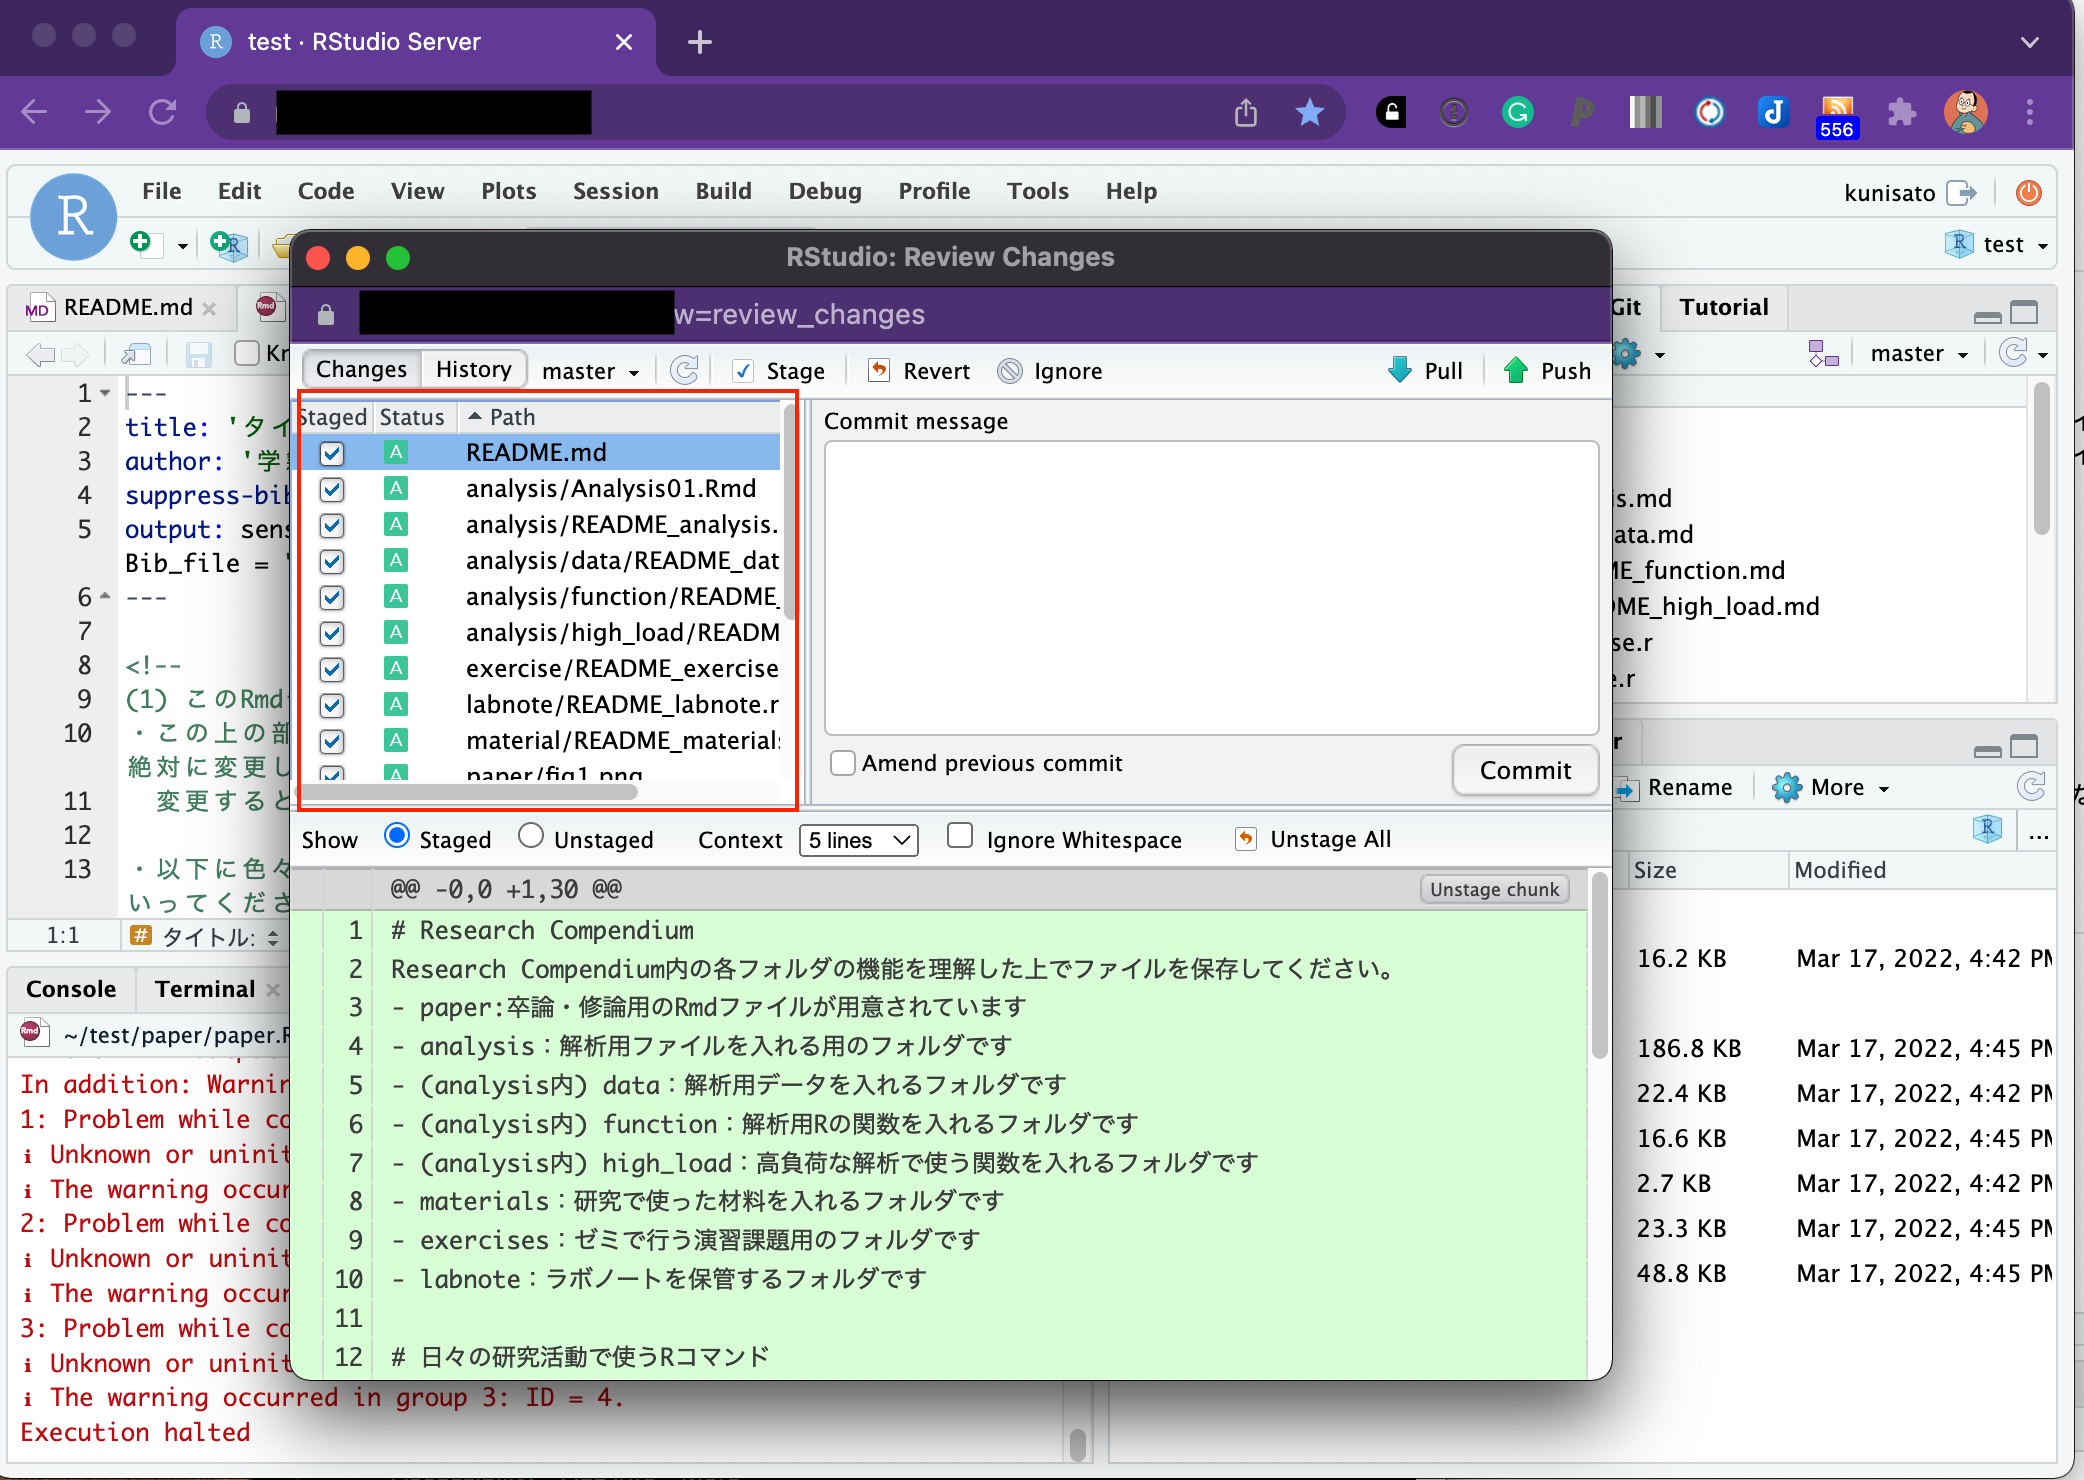 test · RStudio Server
556
File Edit Code View Plots Session Build Debug Profile Tools Help
kunisato
R
test
RStudio: Review Changes
w=review_changes
README.md
Git
Tutorial
master
Changes History master Stage Revert Ignore Pull Push
Staged Status Path
A README.md
A analysis/Analysis01.Rmd
A analysis/README_analysis.
A analysis/data/README_dat
A analysis/function/README_
A analysis/high_load/READM
A exercise/README_exercise
A labnote/README_labnote.r
A material/README_materials
A paper/fig1.png
Commit message
Amend previous commit
Commit
Show Staged Unstaged Context 5 lines Ignore Whitespace Unstage All
@@ -0,0 +1,30 @@
Unstage chunk
1 # Research Compendium
2 Research Compendium内の各フォルダの機能を理解した上でファイルを保存してください。
3 - paper:卒論・修論用のRmdファイルが用意されています
4 - analysis：解析用ファイルを入れる用のフォルダです
5 - (analysis内) data：解析用データを入れるフォルダです
6 - (analysis内) function：解析用Rの関数を入れるフォルダです
7 - (analysis内) high_load：高負荷な解析で使う関数を入れるフォルダです
8 - materials：研究で使った材料を入れるフォルダです
9 - exercises：ゼミで行う演習課題用のフォルダです
10 - labnote：ラボノートを保管するフォルダです
11
12 # 日々の研究活動で使うRコマンド
1 ---
2 title: 'タイ
3 author: '学
4 suppress-bib
5 output: sens
Bib_file = '
6 ---
7
8 <!--
9 (1) このRmd
10 ・この上の部
絶対に変更し
11 変更すると
12
13 ・以下に色々
いってくださ
1:1 # タイトル:
Console Terminal
~/test/paper/paper.R
In addition: Warnin
1: Problem while co
i Unknown or uninit
i The warning occur
2: Problem while co
i Unknown or uninit
i The warning occur
3: Problem while co
i Unknown or uninit
i The warning occurred in group 3: ID = 4.
Execution halted
is.md
ata.md
ME_function.md
DME_high_load.md
se.r
e.r
Rename More
...
Size Modified
16.2 KB Mar 17, 2022, 4:42 PM
186.8 KB Mar 17, 2022, 4:45 PM
22.4 KB Mar 17, 2022, 4:42 PM
16.6 KB Mar 17, 2022, 4:45 PM
2.7 KB Mar 17, 2022, 4:42 PM
23.3 KB Mar 17, 2022, 4:45 PM
48.8 KB Mar 17, 2022, 4:45 PM